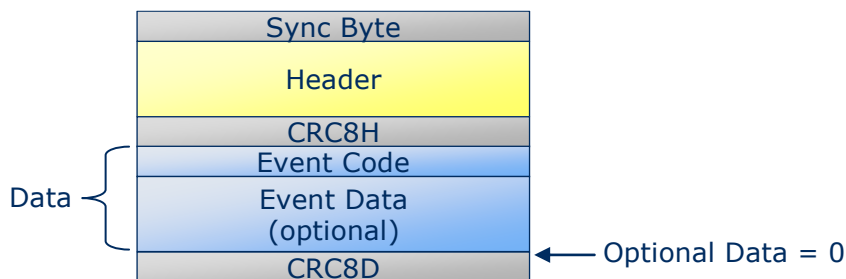 Sync Byte
Header
CRC8H
Event Code
Data
Event Data
(optional)
Optional Data = 0
CRC8D